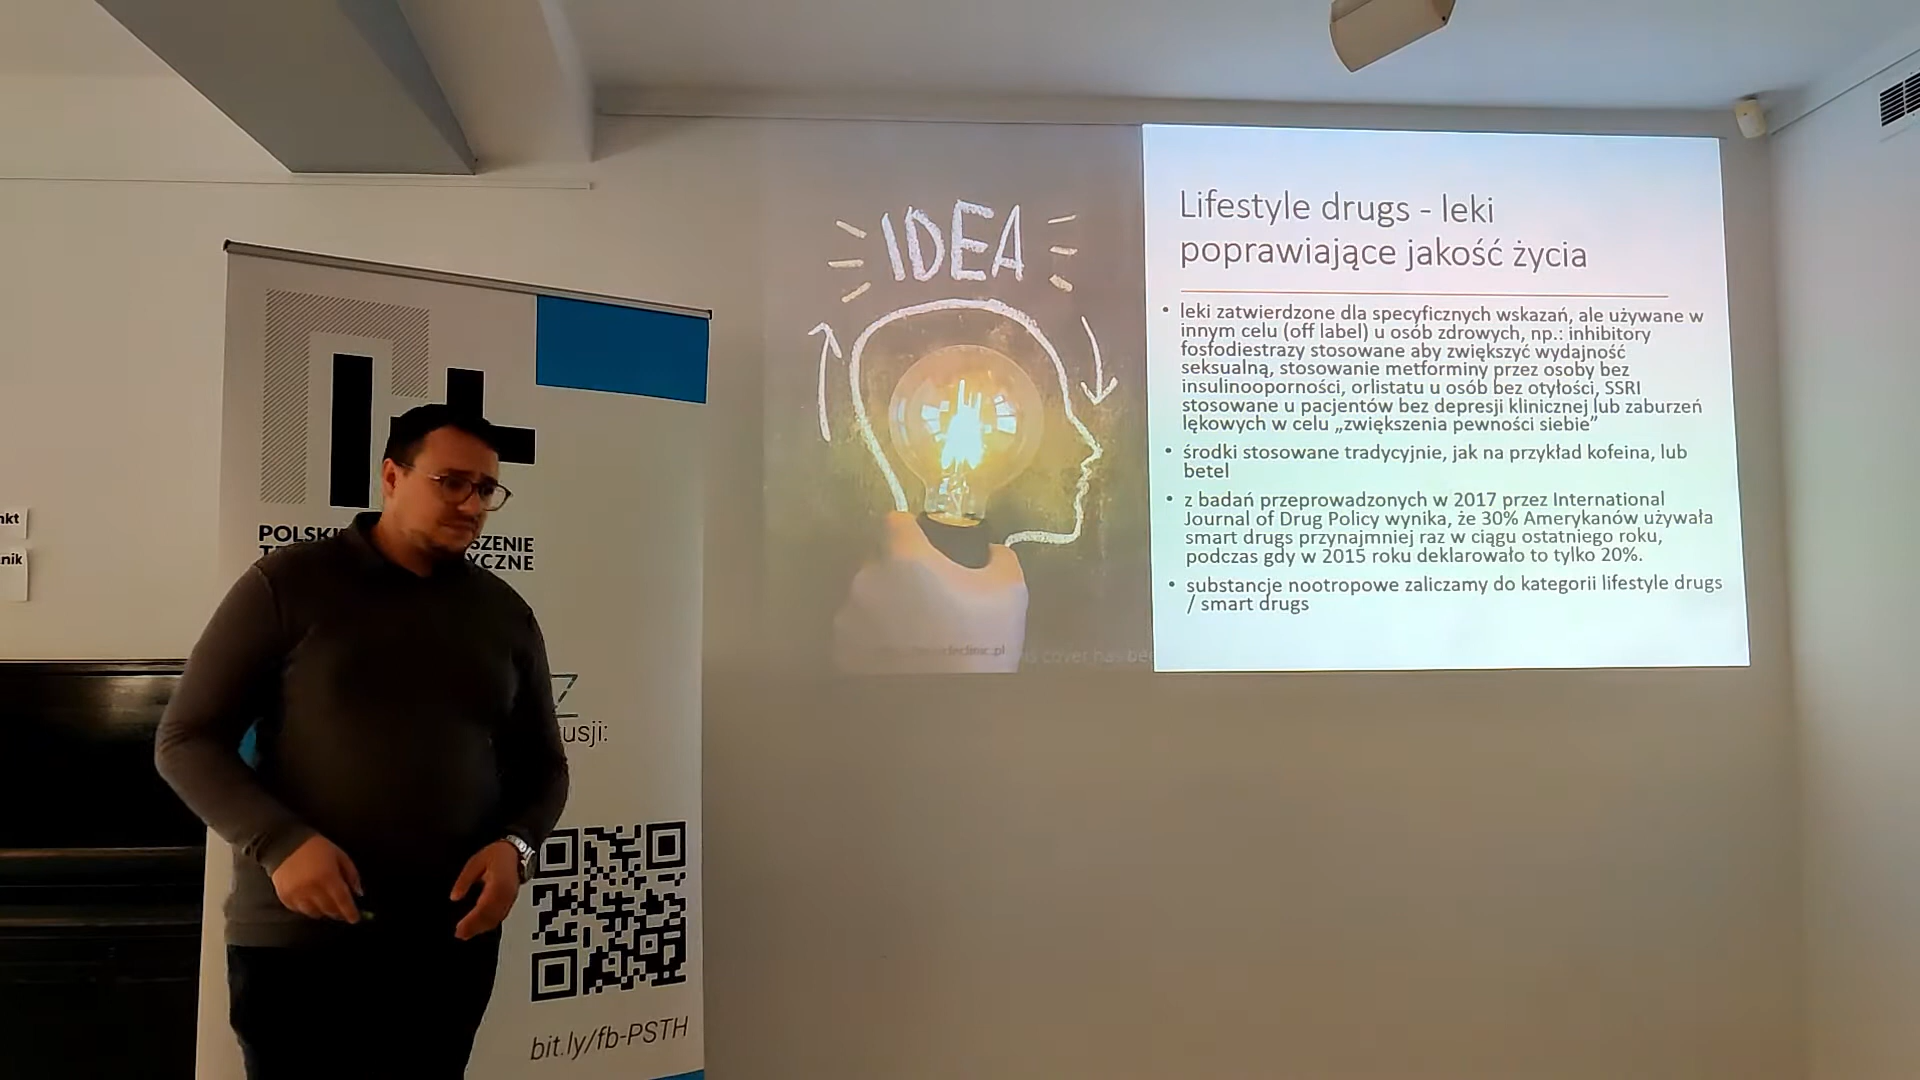 IDEA
Lifestyle drugs - leki
poprawiające jakość życia
• leki zatwierdzone dla specyficznych wskazań, ale używane w
innym celu (off label) u osób zdrowych, np.: inhibitory
fosfodiestrazy stosowane aby zwiększyć wydajność
seksualną, stosowanie metforminy przez osoby bez
insulinooporności, orlistatu u osób bez otyłości, SSRI
stosowane u pacjentów bez depresji klinicznej lub zaburzeń
lękowych w celu „zwiększenia pewności siebie”
• środki stosowane tradycyjnie, jak na przykład kofeina, lub
betel
• z badań przeprowadzonych w 2017 przez International
Journal of Drug Policy wynika, że 30% Amerykanów używała
smart drugs przynajmniej raz w ciągu ostatniego roku,
podczas gdy w 2015 roku deklarowało to tylko 20%.
• substancje nootropowe zaliczamy do kategorii lifestyle drugs
/ smart drugs
POLSKI SZENIE
T YCZNE
usji:
bit.ly/fb-PSTH
nkt
nik